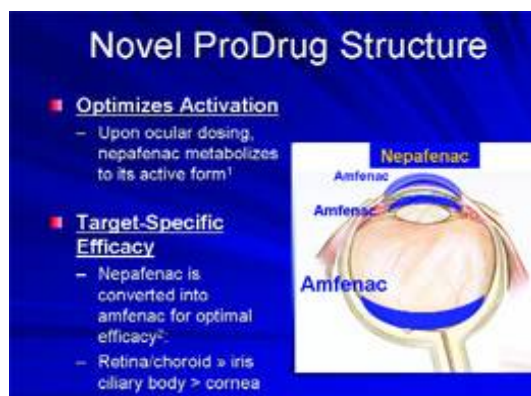 Novel ProDrug Structure
Optimizes Activation
– Upon ocular dosing,
nepafenac metabolizes
to its active form¹
Target-Specific
Efficacy
– Nepafenac is
converted into
amfenac for optimal
efficacy²:
– Retina/choroid » iris
ciliary body > cornea
Nepafenac
Amfenac
Amfenac
Amfenac